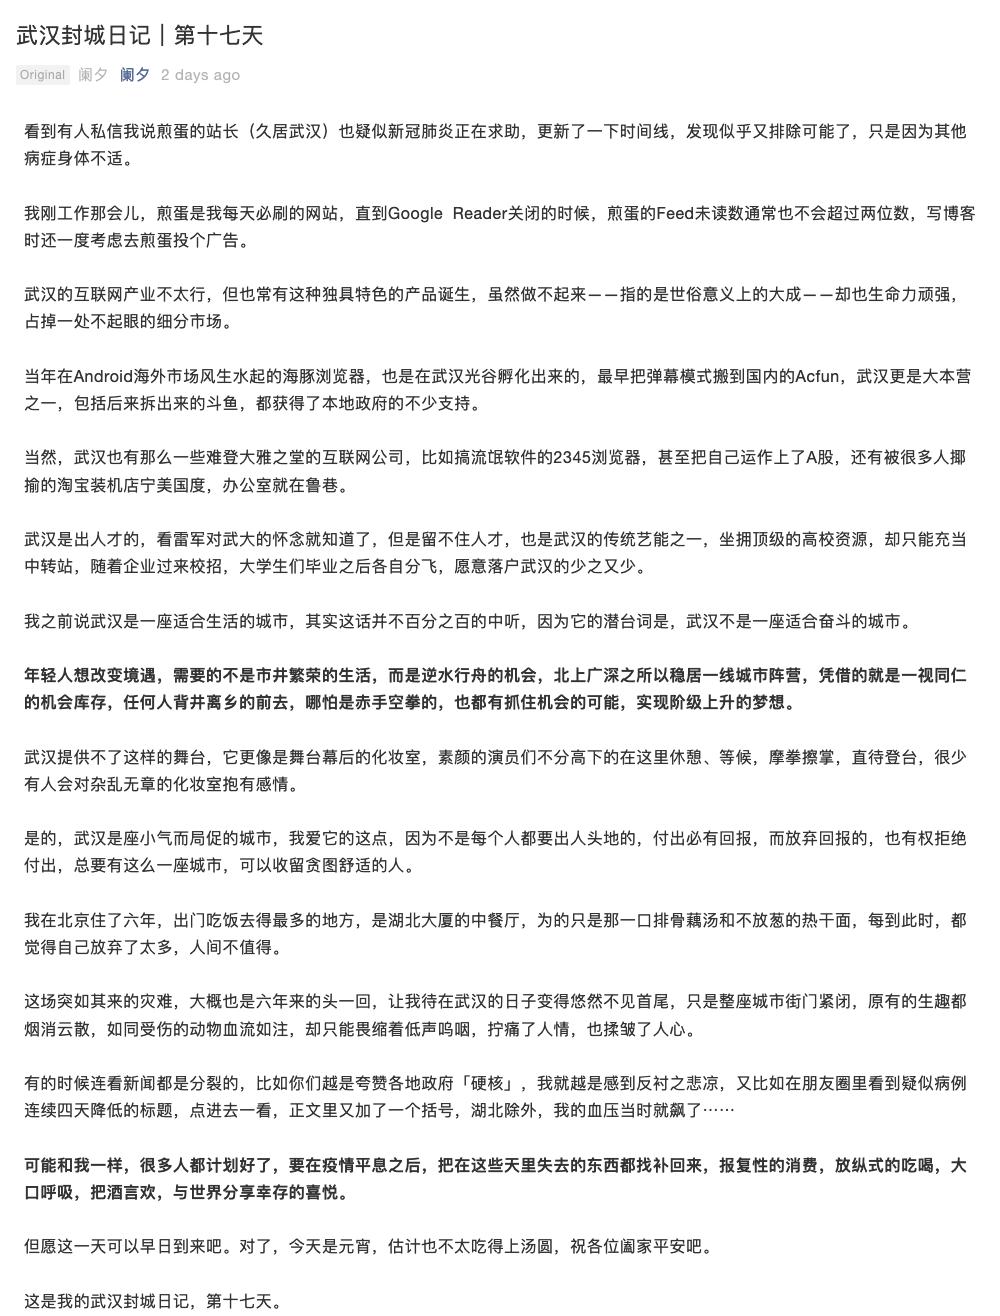 武汉封城日记 | 第十七天
Original 阑夕 阑夕 2 days ago
看到有人私信我说煎蛋的站长（久居武汉）也疑似新冠肺炎正在求助，更新了一下时间线，发现似乎又排除可能了，只是因为其他
病症身体不适。
我刚工作那会儿，煎蛋是我每天必刷的网站，直到Google Reader关闭的时候，煎蛋的Feed未读数通常也不会超过两位数，写博客
时还一度考虑去煎蛋投个广告。
武汉的互联网产业不太行，但也常有这种独具特色的产品诞生，虽然做不起来——指的是世俗意义上的大成——却也生命力顽强，
占掉一处不起眼的细分市场。
当年在Android海外市场风生水起的海豚浏览器，也是在武汉光谷孵化出来的，最早把弹幕模式搬到国内的Acfun，武汉更是大本营
之一，包括后来拆出来的斗鱼，都获得了本地政府的不少支持。
当然，武汉也有那么一些难登大雅之堂的互联网公司，比如搞流氓软件的2345浏览器，甚至把自己运作上了A股，还有被很多人揶
揄的淘宝装机店宁美国度，办公室就在鲁巷。
武汉是出人才的，看雷军对武大的怀念就知道了，但是留不住人才，也是武汉的传统艺能之一，坐拥顶级的高校资源，却只能充当
中转站，随着企业过来校招，大学生们毕业之后各自分飞，愿意落户武汉的少之又少。
我之前说武汉是一座适合生活的城市，其实这话并不百分之百的中听，因为它的潜台词是，武汉不是一座适合奋斗的城市。
年轻人想改变境遇，需要的不是市井繁荣的生活，而是逆水行舟的机会，北上广深之所以稳居一线城市阵营，凭借的就是一视同仁
的机会库存，任何人背井离乡的前去，哪怕是赤手空拳的，也都有抓住机会的可能，实现阶级上升的梦想。
武汉提供不了这样的舞台，它更像是舞台幕后的化妆室，素颜的演员们不分高下的在这里休憩、等候，摩拳擦掌，直待登台，很少
有人会对杂乱无章的化妆室抱有感情。
是的，武汉是座小气而局促的城市，我爱它的这点，因为不是每个人都要出人头地的，付出必有回报，而放弃回报的，也有权拒绝
付出，总要有这么一座城市，可以收留贪图舒适的人。
我在北京住了六年，出门吃饭去得最多的地方，是湖北大厦的中餐厅，为的只是那一口排骨藕汤和不放葱的热干面，每到此时，都
觉得自己放弃了太多，人间不值得。
这场突如其来的灾难，大概也是六年来的头一回，让我待在武汉的日子变得悠然不见首尾，只是整座城市街门紧闭，原有的生趣都
烟消云散，如同受伤的动物血流如注，却只能畏缩着低声呜咽，拧痛了人情，也揉皱了人心。
有的时候连看新闻都是分裂的，比如你们越是夸赞各地政府「硬核」，我就越是感到反衬之悲凉，又比如在朋友圈里看到疑似病例
连续四天降低的标题，点进去一看，正文里又加了一个括号，湖北除外，我的血压当时就飙了……
可能和我一样，很多人都计划好了，要在疫情平息之后，把在这些天里失去的东西都找补回来，报复性的消费，放纵式的吃喝，大
口呼吸，把酒言欢，与世界分享幸存的喜悦。
但愿这一天可以早日到来吧。对了，今天是元宵，估计也不太吃得上汤圆，祝各位阖家平安吧。
这是我的武汉封城日记，第十七天。